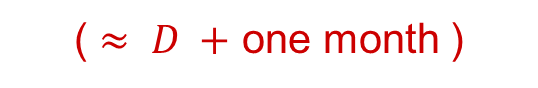 ( ≈ D + one month )